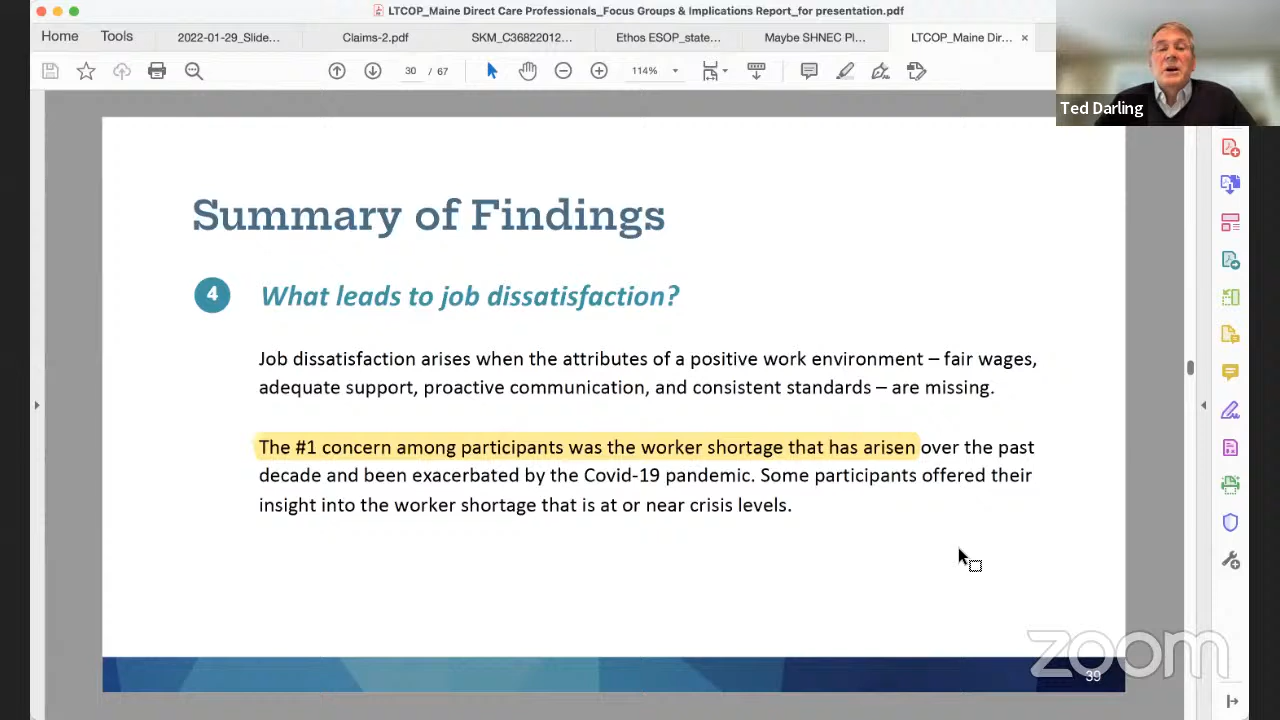 LTCOP_Maine Direct Care Professionals_Focus Groups & Implications Report_for presentation.pdf
Home Tools 2022-01-29_Slide... Claims-2.pdf SKM_C36822012... Ethos ESOP_state... Maybe SHNEC Pl... LTCOP_Maine Dir... ×
30 / 67 114%
Ted Darling
Summary of Findings
4 What leads to job dissatisfaction?
Job dissatisfaction arises when the attributes of a positive work environment – fair wages,
adequate support, proactive communication, and consistent standards – are missing.
The #1 concern among participants was the worker shortage that has arisen over the past
decade and been exacerbated by the Covid-19 pandemic. Some participants offered their
insight into the worker shortage that is at or near crisis levels.
zoom
39